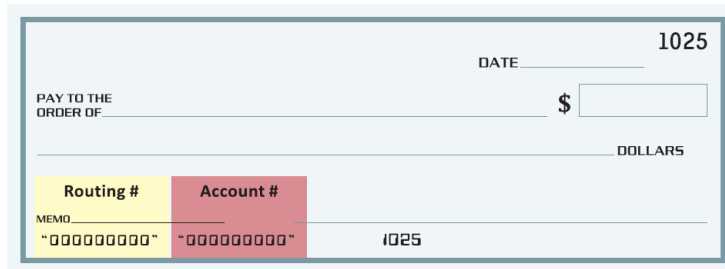 1025
DATE
PAY TO THE
ORDER OF
$
DOLLARS
Routing # Account #
MEMO
“000000000” “000000000” 1025